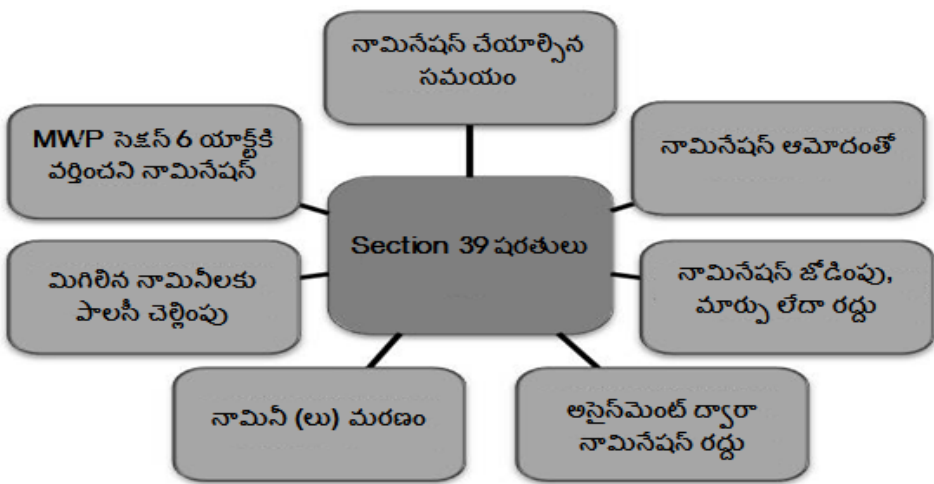 నామినేషన్ చేయాల్సిన
సమయం
MWP సెక్షన్ 6 యాక్ట్‌కి
వర్తించని నామినేషన్
నామినేషన్ ఆమోదంతో
Section 39 షరతులు
మిగిలిన నామినీలకు
పాలసీ చెల్లింపు
నామినేషన్ జోడింపు,
మార్పు లేదా రద్దు
నామినీ (లు) మరణం
అసైన్‌మెంట్ ద్వారా
నామినేషన్ రద్దు